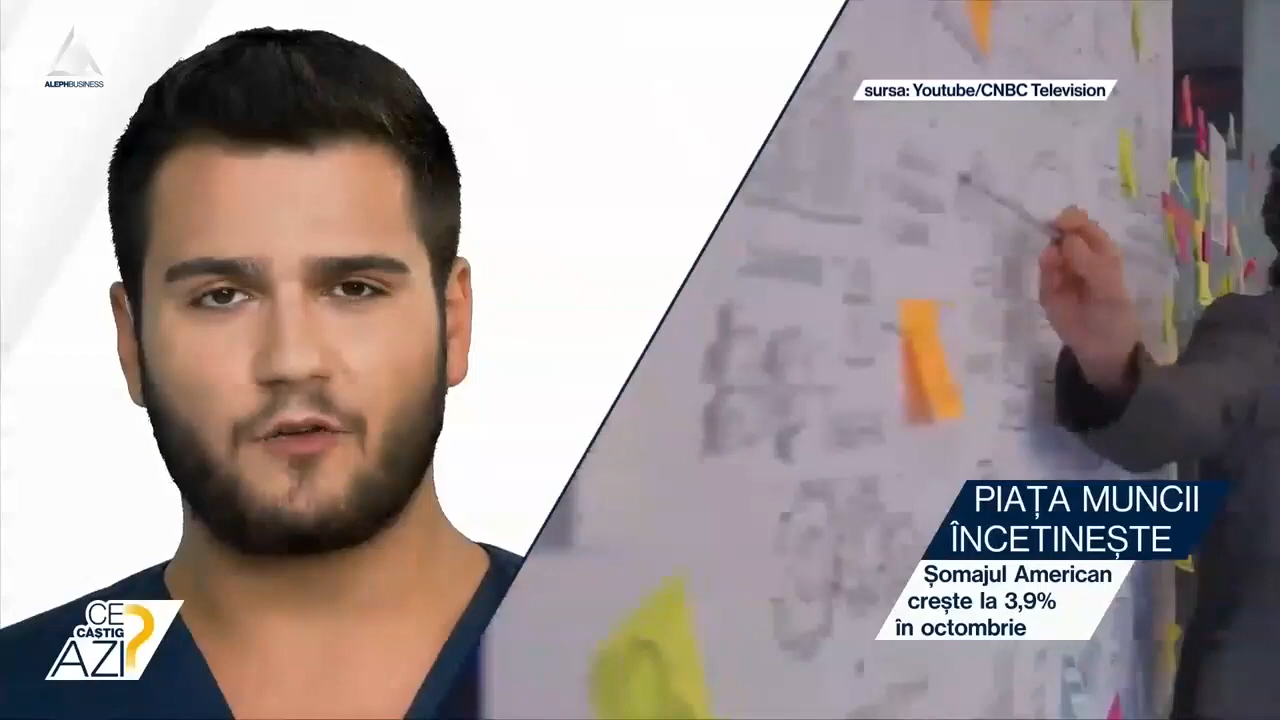 ALEPHBUSINESS
sursa: Youtube/CNBC Television
PIAȚA MUNCII
ÎNCETINEȘTE
Șomajul American
crește la 3,9%
în octombrie
CE
CÂȘTIG
AZI?